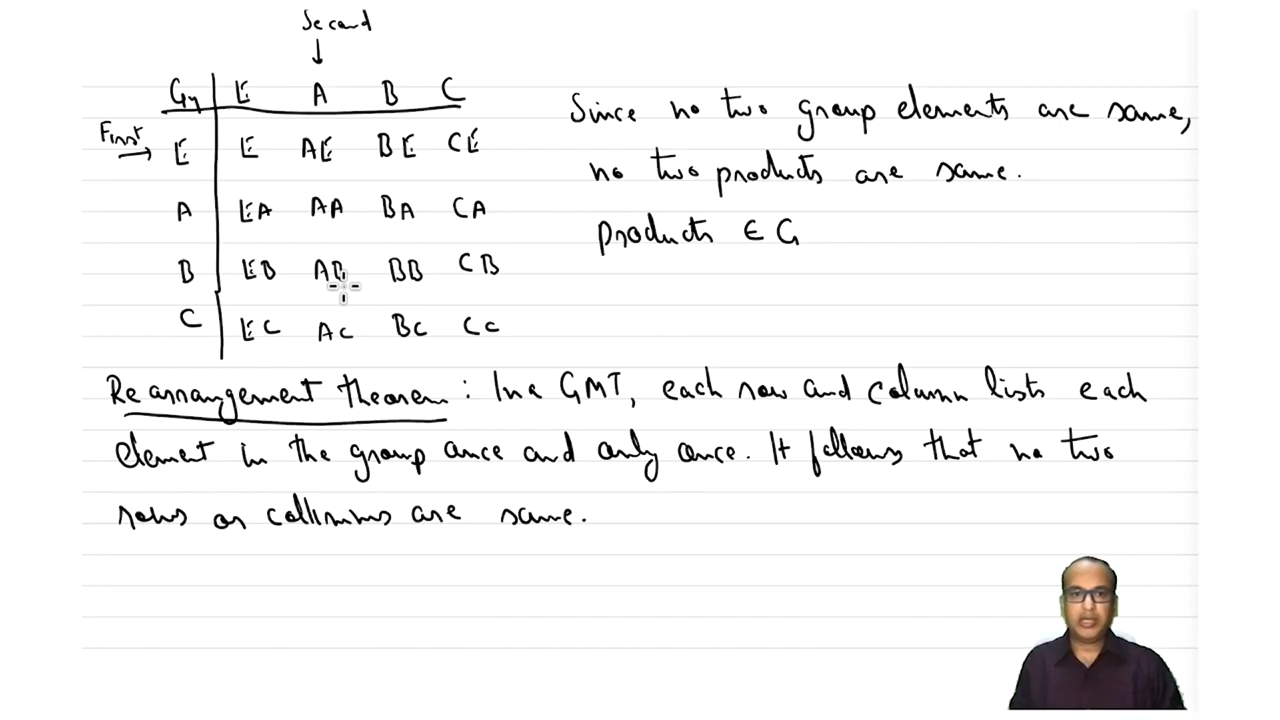 Second
↓
G4 E A B C
First → E E AE BE CE
A EA AA BA CA
B EB AB BB CB
C EC AC BC CC
Since no two group elements are same,
no two products are same.
products ∈ G
Rearrangement theorem : In a GMT, each row and column lists each
element in the group once and only once. It follows that no two
rows or collumns are same.